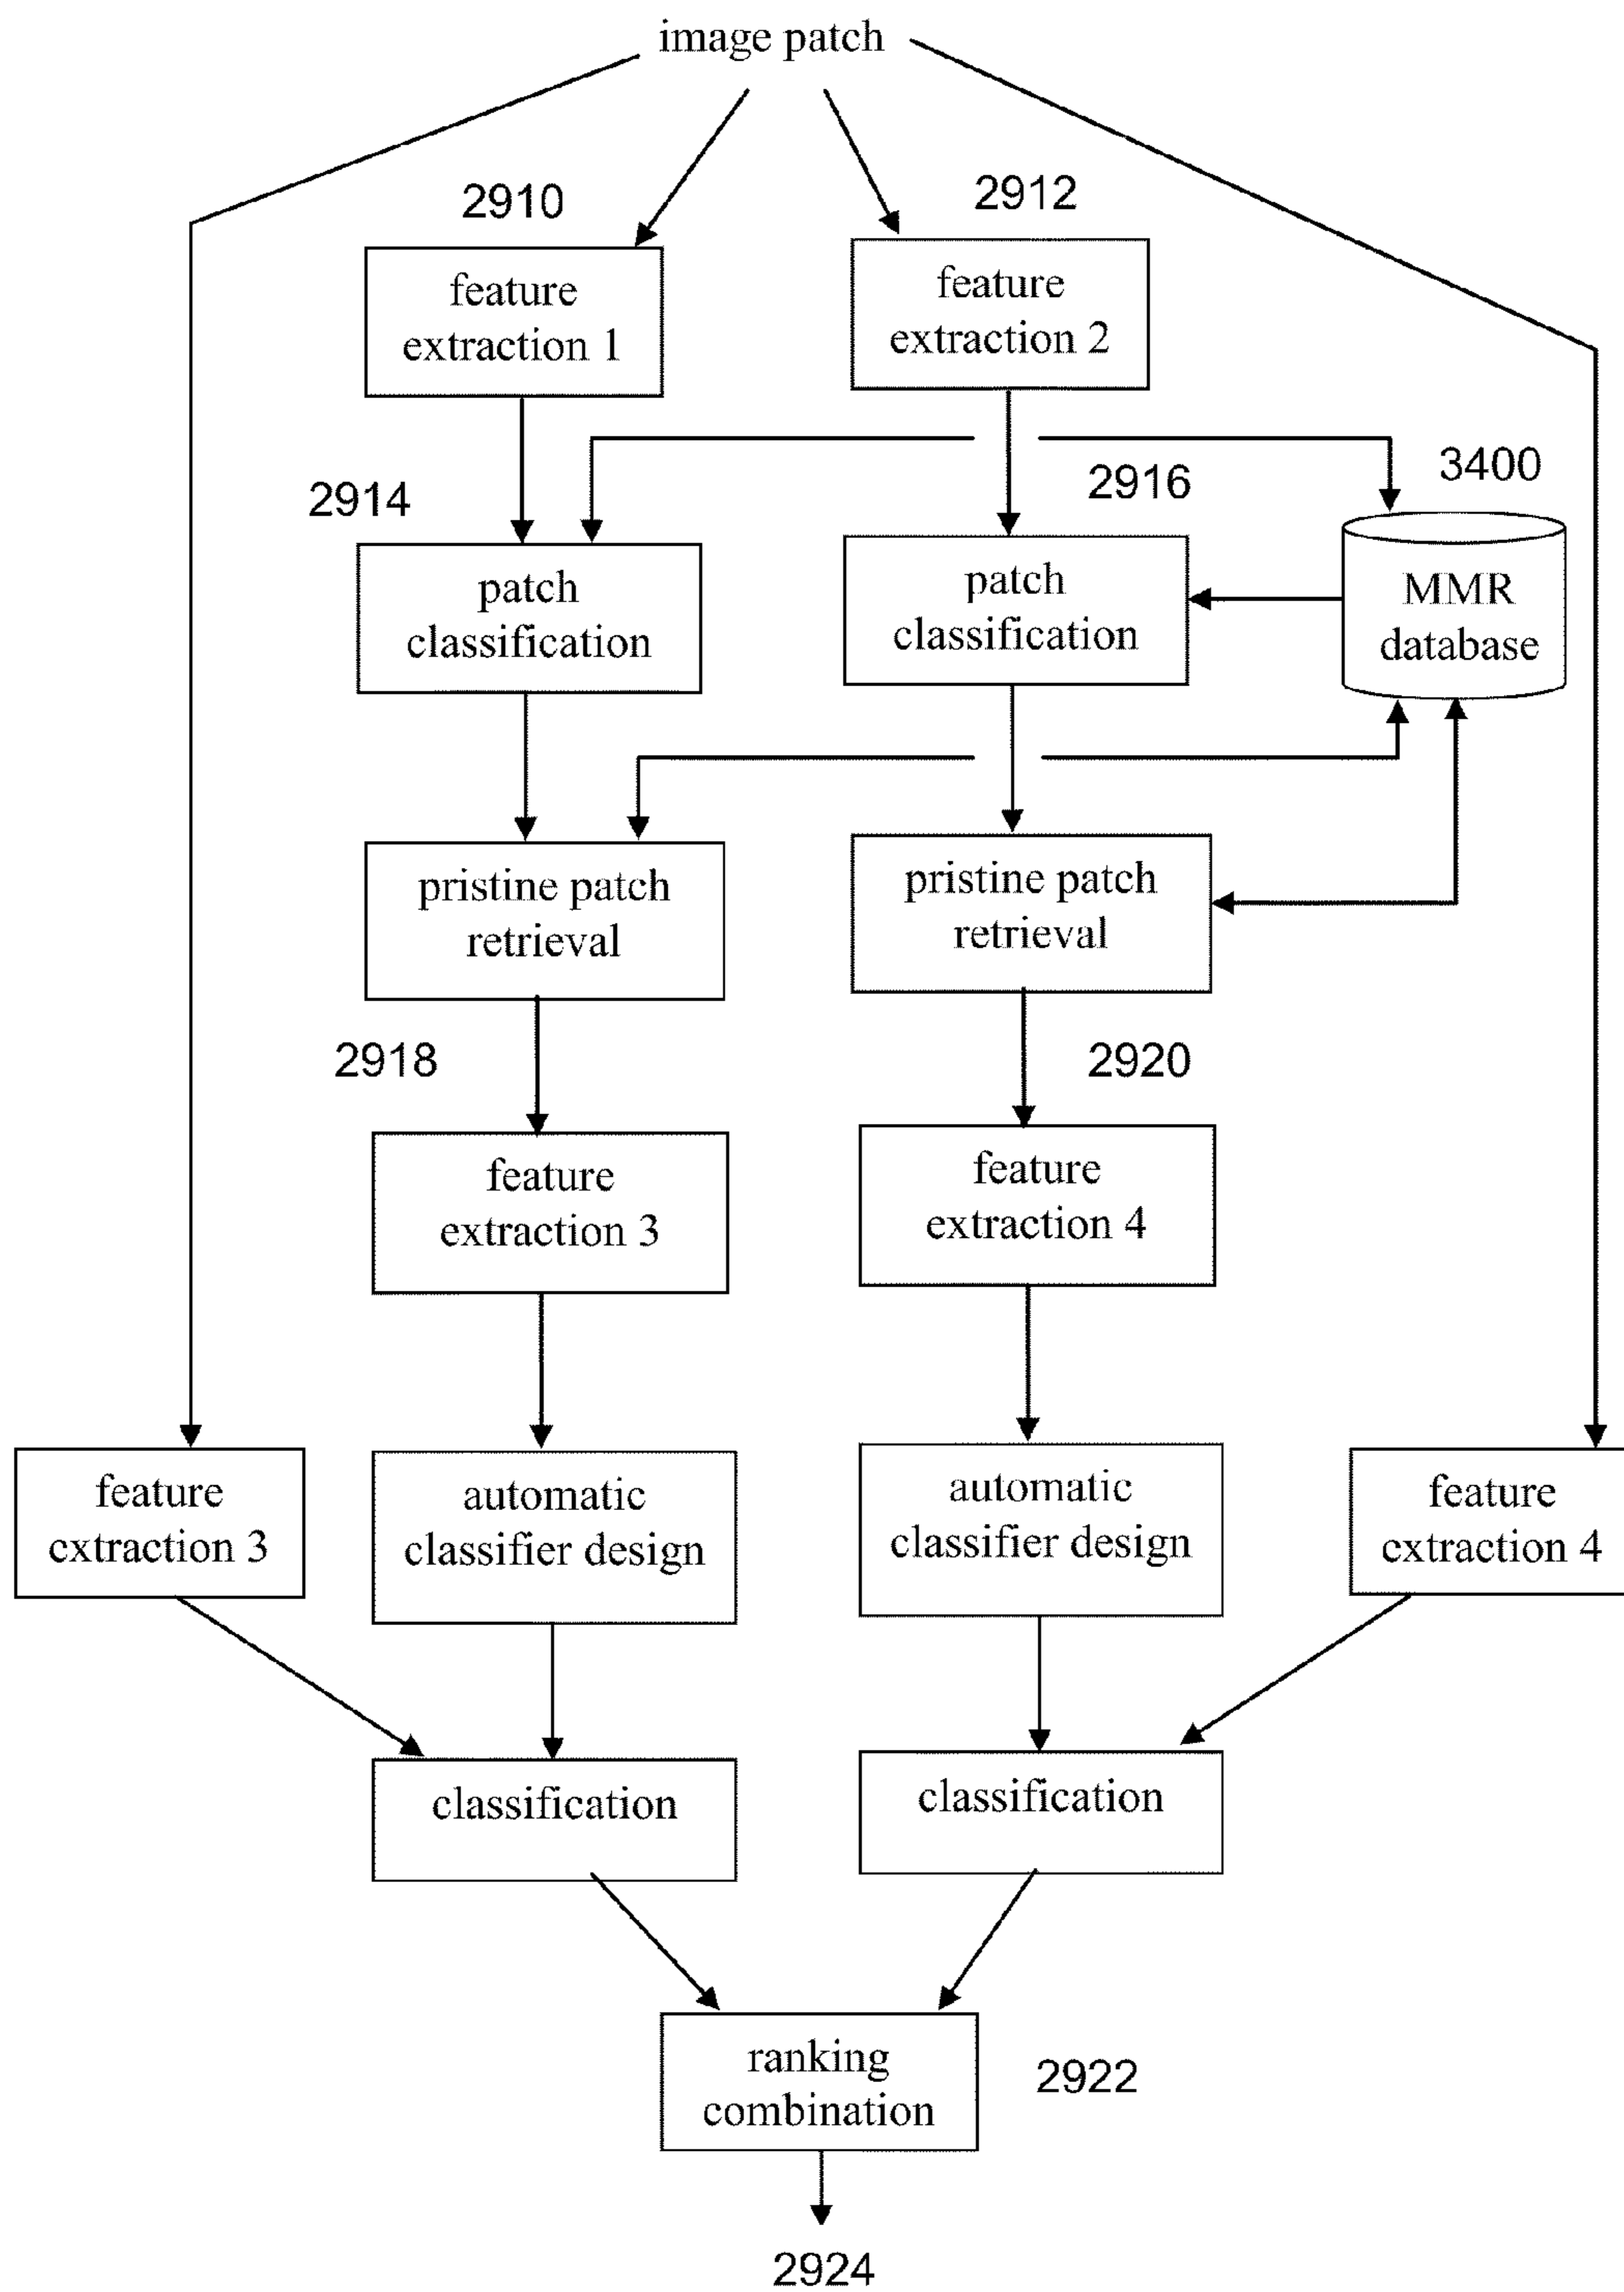 image patch
2910
2912
feature
extraction 1
feature
extraction 2
2914
2916
3400
patch
classification
patch
classification
MMR
database
pristine patch
retrieval
pristine patch
retrieval
2918
2920
feature
extraction 3
feature
extraction 4
feature
extraction 3
automatic
classifier design
automatic
classifier design
feature
extraction 4
classification
classification
ranking
combination
2922
2924